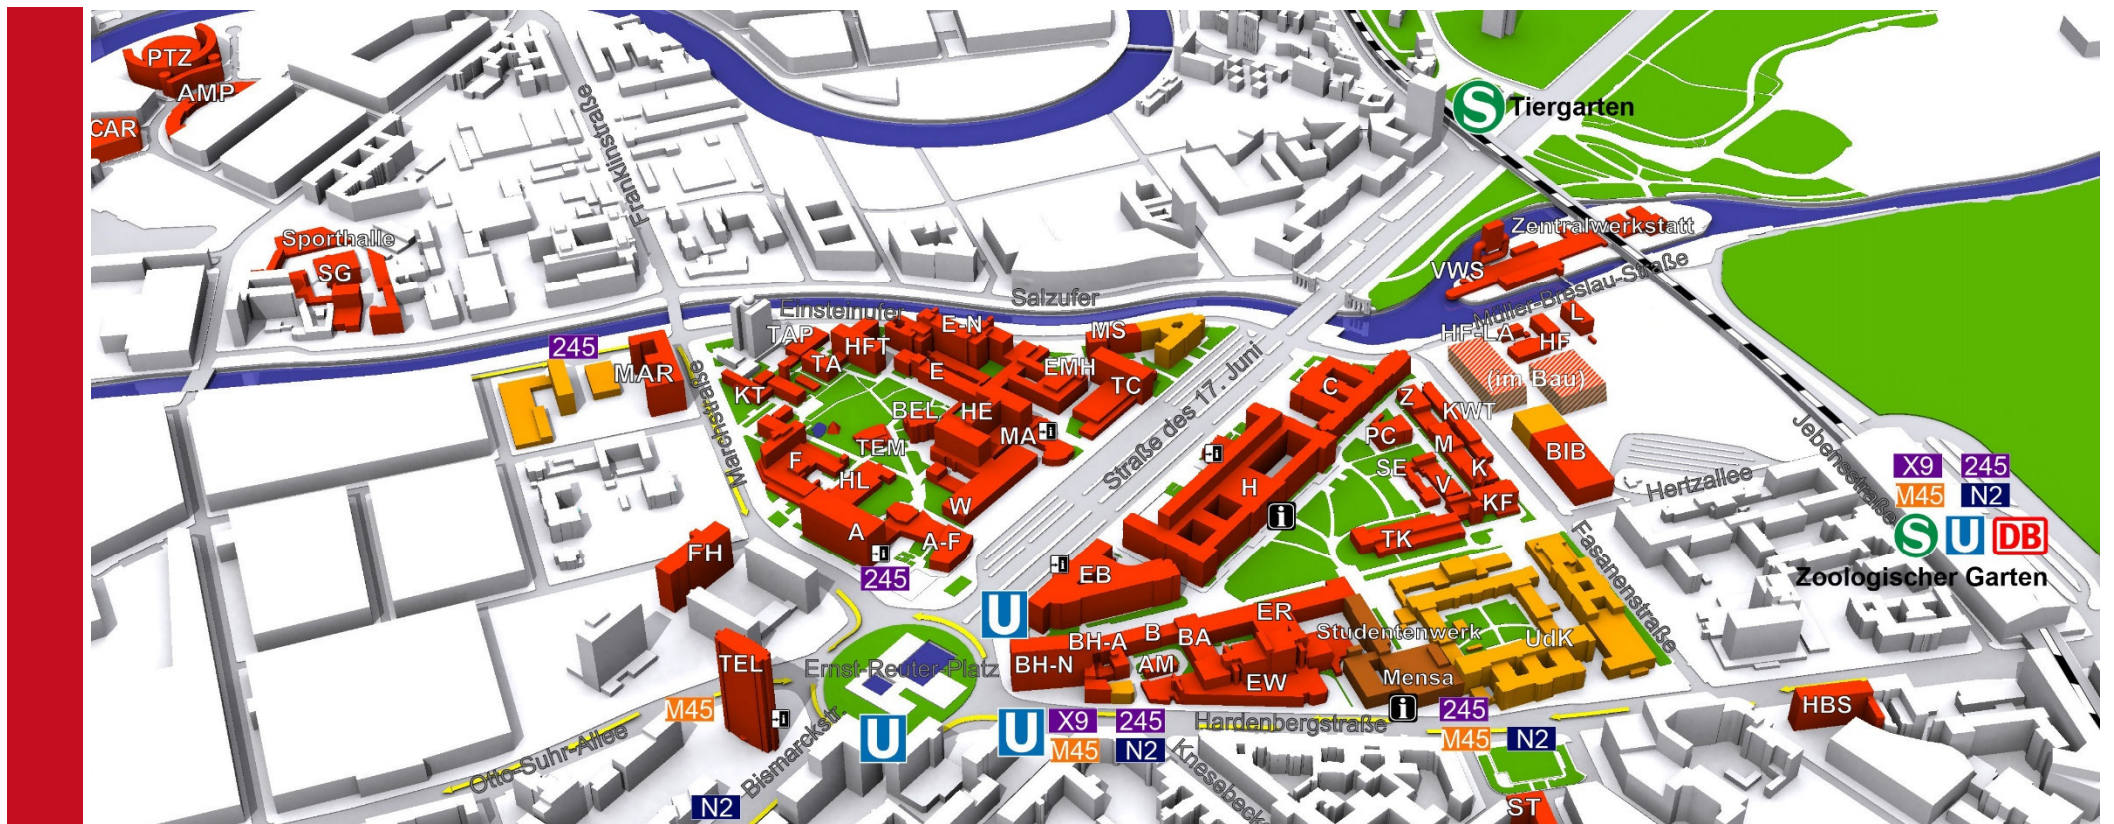 PTZ
AMP
CAR
Franklinstraße
S Tiergarten
Sporthalle
SG
Zentralwerkstatt
VWS
Müller-Breslau-Straße
Salzufer
Einsteinufer
TAP
E-N
MS
HFT
TA
E
EMH
TC
KT
BEL
HE
MA
TEM
F
HL
W
A
A-F
245
245
MAR
Marchstraße
Straße des 17. Juni
C
Z
KWT
PC
M
SE
K
V
KF
H
i
i
i
i
TK
HF-LA
L
HF
(im Bau)
BIB
Hertzallee
Jebensstraße
X9
245
M45
N2
S
U
DB
Zoologischer Garten
Fasanenstraße
FH
TEL
i
i
M45
Ernst-Reuter-Platz
Otto-Suhr-Allee
Bismarckstr.
N2
U
U
U
EB
i
ER
B
BA
BH-A
BH-N
AM
EW
Studentenwerk
Mensa
UdK
X9
245
M45
N2
Hardenbergstraße
245
M45
N2
HBS
ST